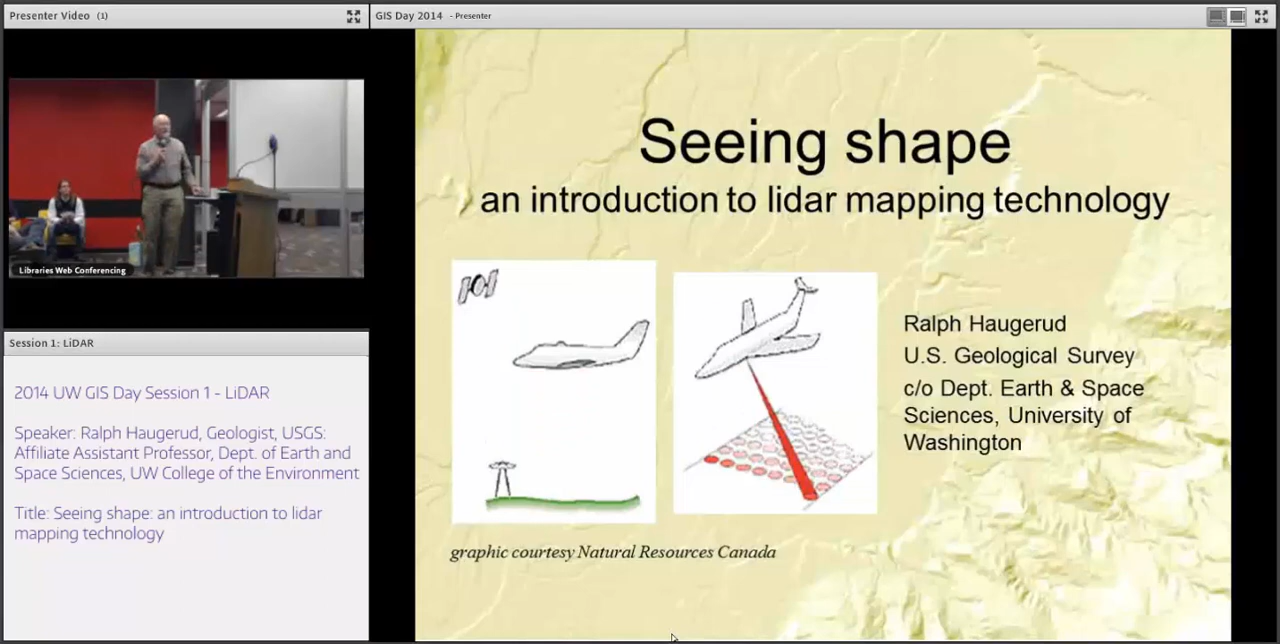 Presenter Video (1)
GIS Day 2014 - Presenter
Libraries Web Conferencing
Session 1: LiDAR
2014 UW GIS Day Session 1 - LiDAR
Speaker: Ralph Haugerud, Geologist, USGS:
Affiliate Assistant Professor, Dept. of Earth and
Space Sciences, UW College of the Environment
Title: Seeing shape: an introduction to lidar
mapping technology
Seeing shape
an introduction to lidar mapping technology
Ralph Haugerud
U.S. Geological Survey
c/o Dept. Earth & Space
Sciences, University of
Washington
graphic courtesy Natural Resources Canada